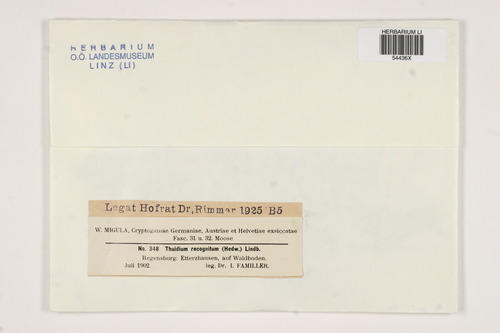 HERBARIUM
O.Ö. LANDESMUSEUM
LINZ (LI)
HERBARIUM LI
54436X
Legat Hofrat Dr, Rimmer 1925 B5
W. MIGULA, Cryptogamae Germaniae, Austriae et Helvetiae exsiccatae
Fasc. 31 u. 32. Moose
No. 348 Thuidium recognitum (Hedw.) Lindb.
Regensburg: Etterzhausen, auf Waldboden.
Juli 1902. leg. Dr. I. FAMILLER.